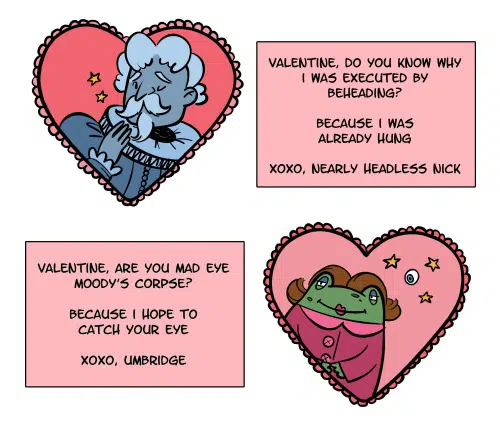 VALENTINE, DO YOU KNOW WHY
I WAS EXECUTED BY
BEHEADING?
BECAUSE I WAS
ALREADY HUNG
XOXO, NEARLY HEADLESS NICK
VALENTINE, ARE YOU MAD EYE
MOODY'S CORPSE?
BECAUSE I HOPE TO
CATCH YOUR EYE
XOXO, UMBRIDGE